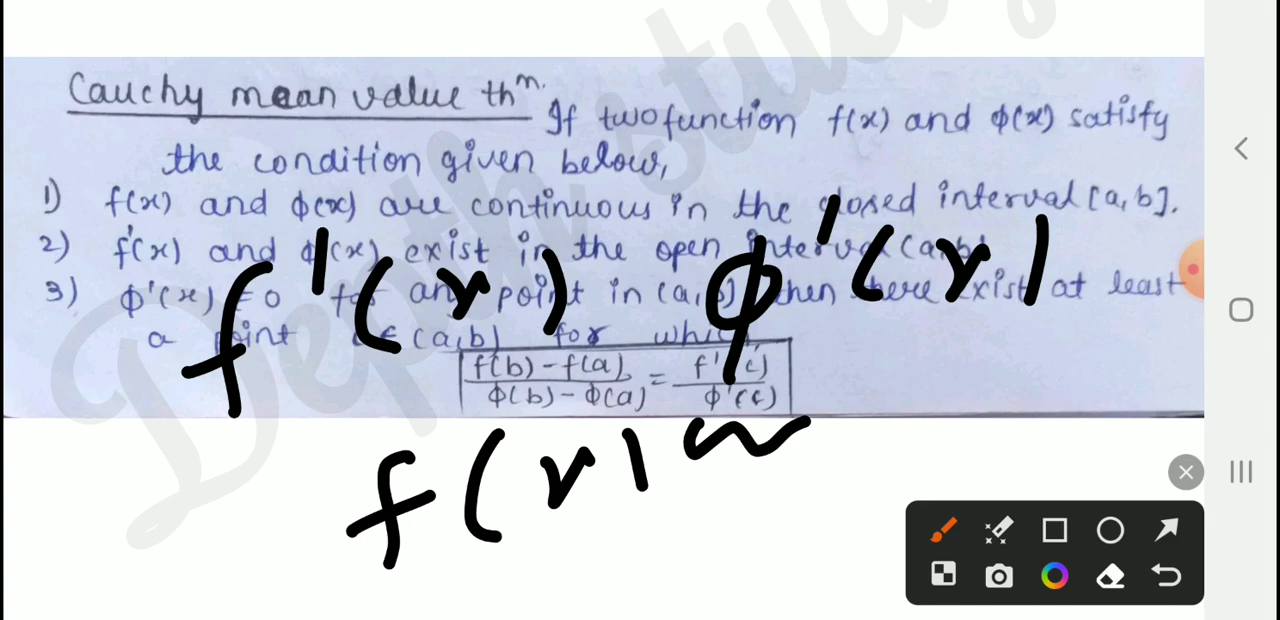 Cauchy mean value thm.
If two function f(x) and ϕ(x) satisfy
the condition given below,
1) f(x) and ϕ(x) are continuous in the closed interval [a,b].
2) f'(x) and ϕ'(x) exist in the open interval (a,b)
3) ϕ'(x) = 0 for any point in (a,b) then there exist at least
a point (a,b) for which
f(b) - f(a) / ϕ(b) - ϕ(a) = f'(c) / ϕ'(c)
f'(x) ϕ'(x)
f(x)
Depth study